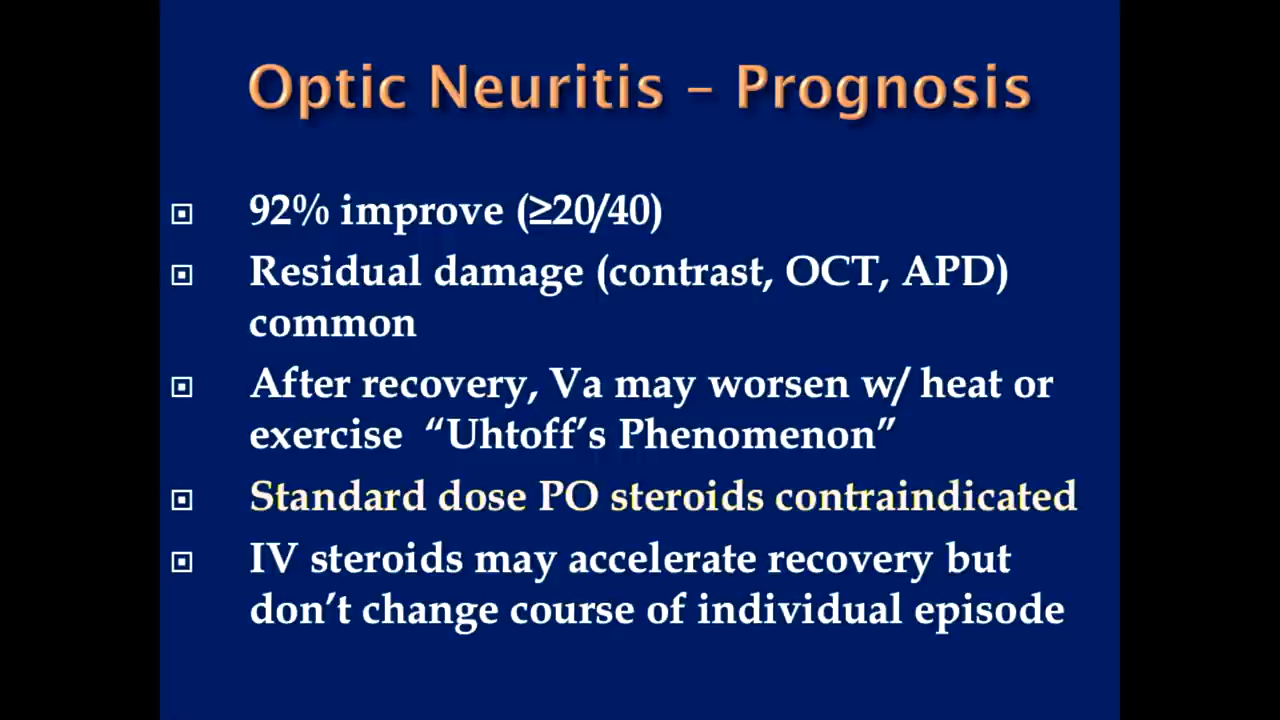 Optic Neuritis – Prognosis
92% improve (≥20/40)
Residual damage (contrast, OCT, APD)
common
After recovery, Va may worsen w/ heat or
exercise “Uhtoff’s Phenomenon”
Standard dose PO steroids contraindicated
IV steroids may accelerate recovery but
don’t change course of individual episode